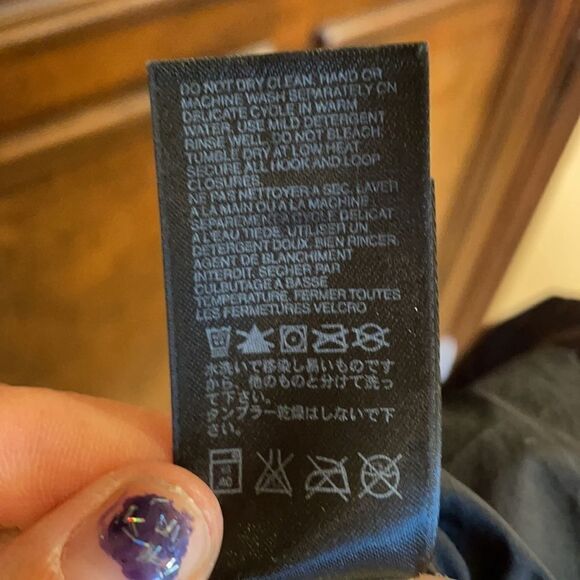 DO NOT DRY CLEAN. HAND OR
MACHINE WASH SEPARATELY ON
DELICATE CYCLE IN WARM
WATER. USE MILD DETERGENT
RINSE WELL. DO NOT BLEACH.
TUMBLE DRY AT LOW HEAT
SECURE ALL HOOK AND LOOP
CLOSURES.
NE PAS NETTOYER A SEC. LAVER
A LA MAIN OU A LA MACHINE
SEPAREMENT A CYCLE DELICAT
A L'EAU TIEDE. UTILISER UN
DETERGENT DOUX. BIEN RINCER.
AGENT DE BLANCHIMENT
INTERDIT. SECHER PAR
CULBUTAGE A BASSE
TEMPERATURE. FERMER TOUTES
LES FERMETURES VELCRO
水洗いで移染し易いものです
から、他のものと分けて洗っ
て下さい。
タンブラー乾燥はしないで下
さい。